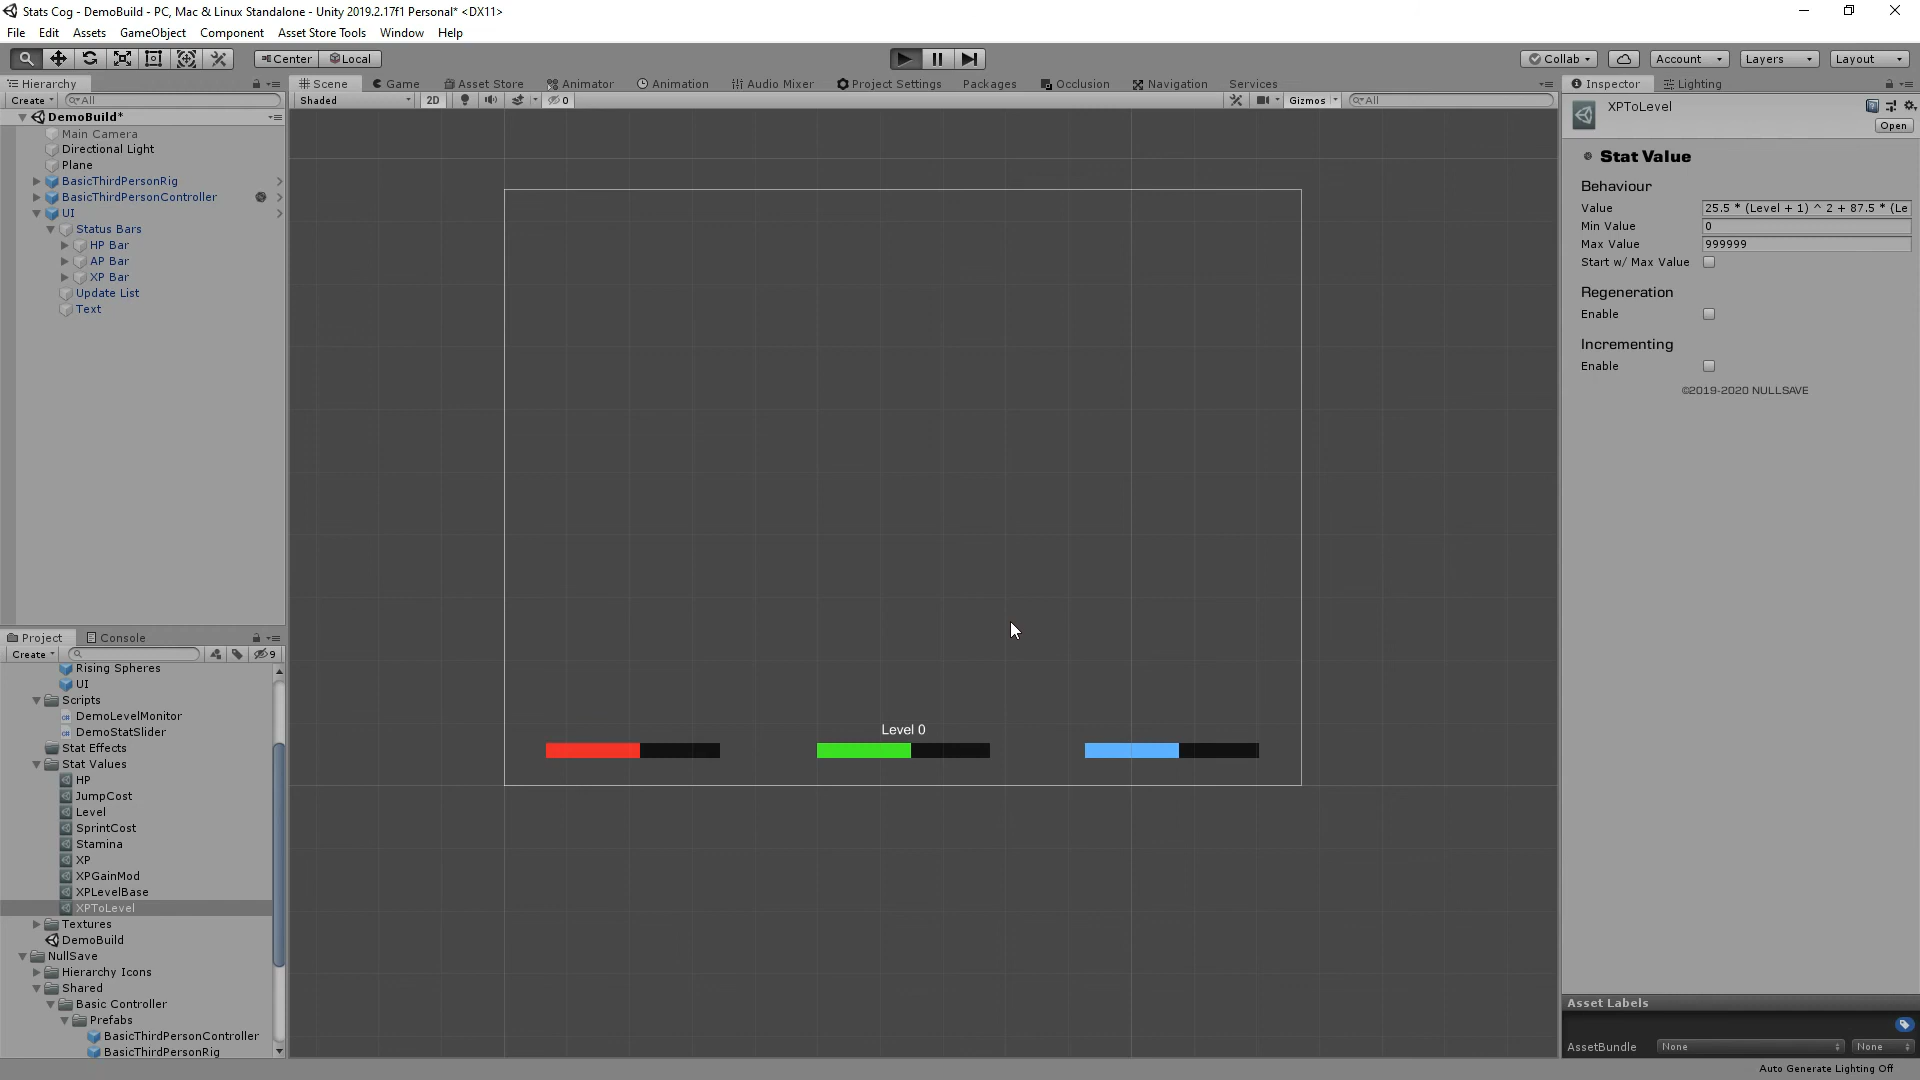 Stats Cog - DemoBuild - PC, Mac & Linux Standalone - Unity 2019.2.17f1 Personal* <DX11>
File Edit Assets GameObject Component Asset Store Tools Window Help
Center Local
Collab Account Layers Layout
Hierarchy
Create All
DemoBuild*
Main Camera
Directional Light
Plane
BasicThirdPersonRig
BasicThirdPersonController
UI
Status Bars
HP Bar
AP Bar
XP Bar
Update List
Text
Scene Game Asset Store Animator Animation Audio Mixer Project Settings Packages Occlusion Navigation Services
Shaded 2D 0 Gizmos All
Level 0
Project Console
Create 9
Rising Spheres
UI
Scripts
DemoLevelMonitor
DemoStatSlider
Stat Effects
Stat Values
HP
JumpCost
Level
SprintCost
Stamina
XP
XPGainMod
XPLevelBase
XPToLevel
Textures
DemoBuild
NullSave
Hierarchy Icons
Shared
Basic Controller
Prefabs
BasicThirdPersonController
BasicThirdPersonRig
Inspector Lighting
XPToLevel
Open
Stat Value
Behaviour
Value 25.5 * (Level + 1) ^ 2 + 87.5 * (Le
Min Value 0
Max Value 999999
Start w/ Max Value
Regeneration
Enable
Incrementing
Enable
©2019-2020 NULLSAVE
Asset Labels
AssetBundle None None
Auto Generate Lighting Off